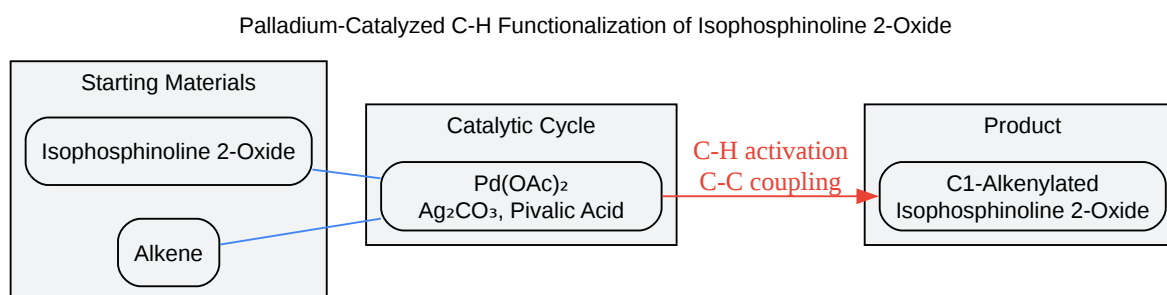 Palladium-Catalyzed C-H Functionalization of Isophosphinoline 2-Oxide
Starting Materials
Isophosphinoline 2-Oxide
Alkene
Catalytic Cycle
Pd(OAc)₂
Ag₂CO₃, Pivalic Acid
C-H activation
C-C coupling
Product
C1-Alkenylated
Isophosphinoline 2-Oxide